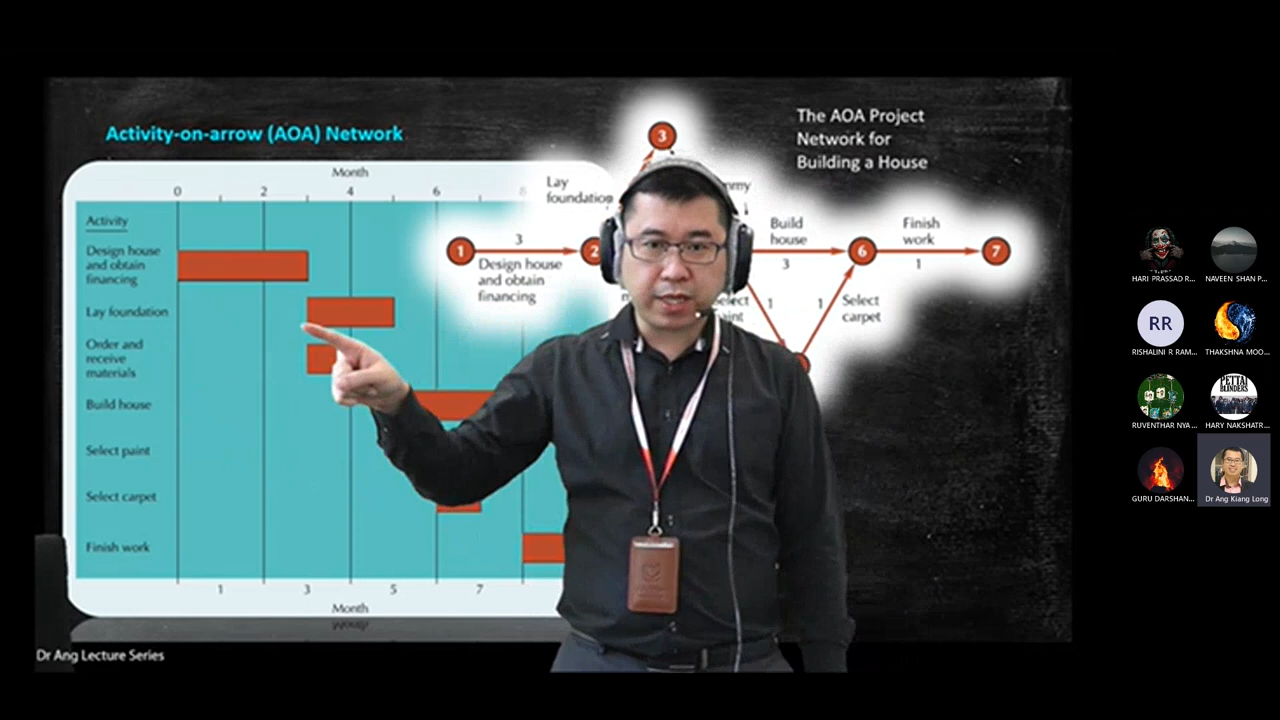 Activity-on-arrow (AOA) Network
The AOA Project
Network for
Building a House
Month
0 2 4 6 8
Activity
Design house
and obtain
financing
Lay foundation
Order and
receive
materials
Build house
Select paint
Select carpet
Finish work
1 3 5 7
Month
3
Lay
foundation
1
3
2
Design house
and obtain
financing
Build
house
3
6
Finish
work
1
7
1
1
Select
carpet
Dr Ang Lecture Series
HARI PRASSAD R...
NAVEEN SHAN P...
RR
RISHALINI R RAM...
THAKSHNA MOO...
PETTAI
BLINDERS
RUVENTHAR NYA...
HARY NAKSHATR...
GURU DARSHAN...
Dr Ang Kiang Long